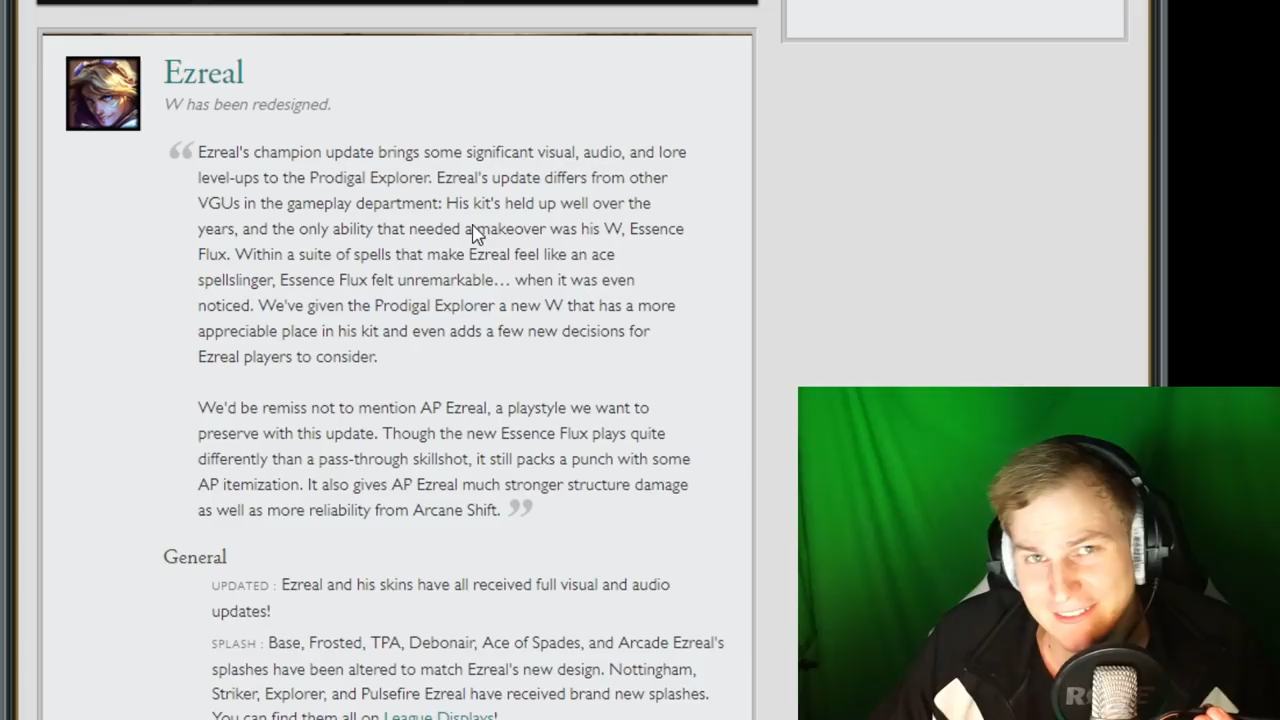 Ezreal
W has been redesigned.
“ Ezreal's champion update brings some significant visual, audio, and lore
level-ups to the Prodigal Explorer. Ezreal's update differs from other
VGUs in the gameplay department: His kit's held up well over the
years, and the only ability that needed a makeover was his W, Essence
Flux. Within a suite of spells that make Ezreal feel like an ace
spellslinger, Essence Flux felt unremarkable... when it was even
noticed. We've given the Prodigal Explorer a new W that has a more
appreciable place in his kit and even adds a few new decisions for
Ezreal players to consider.
We'd be remiss not to mention AP Ezreal, a playstyle we want to
preserve with this update. Though the new Essence Flux plays quite
differently than a pass-through skillshot, it still packs a punch with some
AP itemization. It also gives AP Ezreal much stronger structure damage
as well as more reliability from Arcane Shift. ”
General
UPDATED : Ezreal and his skins have all received full visual and audio
updates!
SPLASH : Base, Frosted, TPA, Debonair, Ace of Spades, and Arcade Ezreal's
splashes have been altered to match Ezreal's new design. Nottingham,
Striker, Explorer, and Pulsefire Ezreal have received brand new splashes.
You can find them all on League Displays!